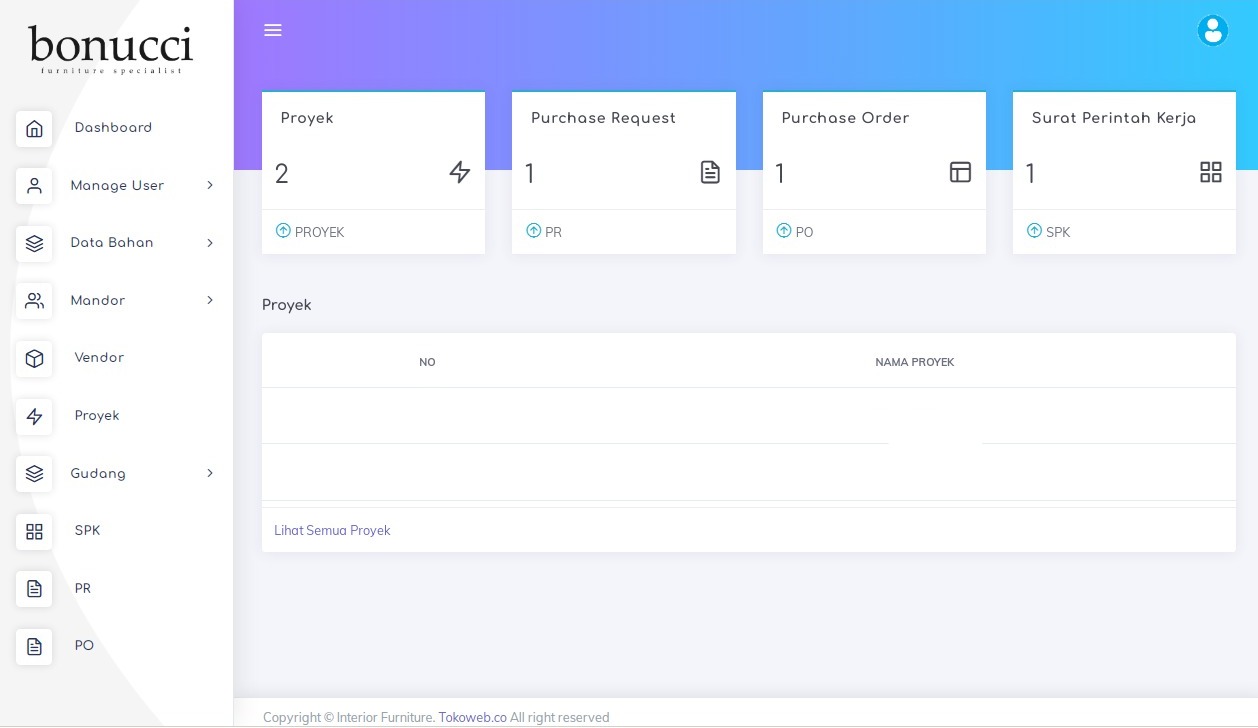 bonucci
furniture specialist
Dashboard
Manage User
Data Bahan
Mandor
Vendor
Proyek
Gudang
SPK
PR
PO
Proyek
2
PROYEK
Purchase Request
1
PR
Purchase Order
1
PO
Surat Perintah Kerja
1
SPK
Proyek
NO NAMA PROYEK
Lihat Semua Proyek
Copyright © Interior Furniture. Tokoweb.co All right reserved